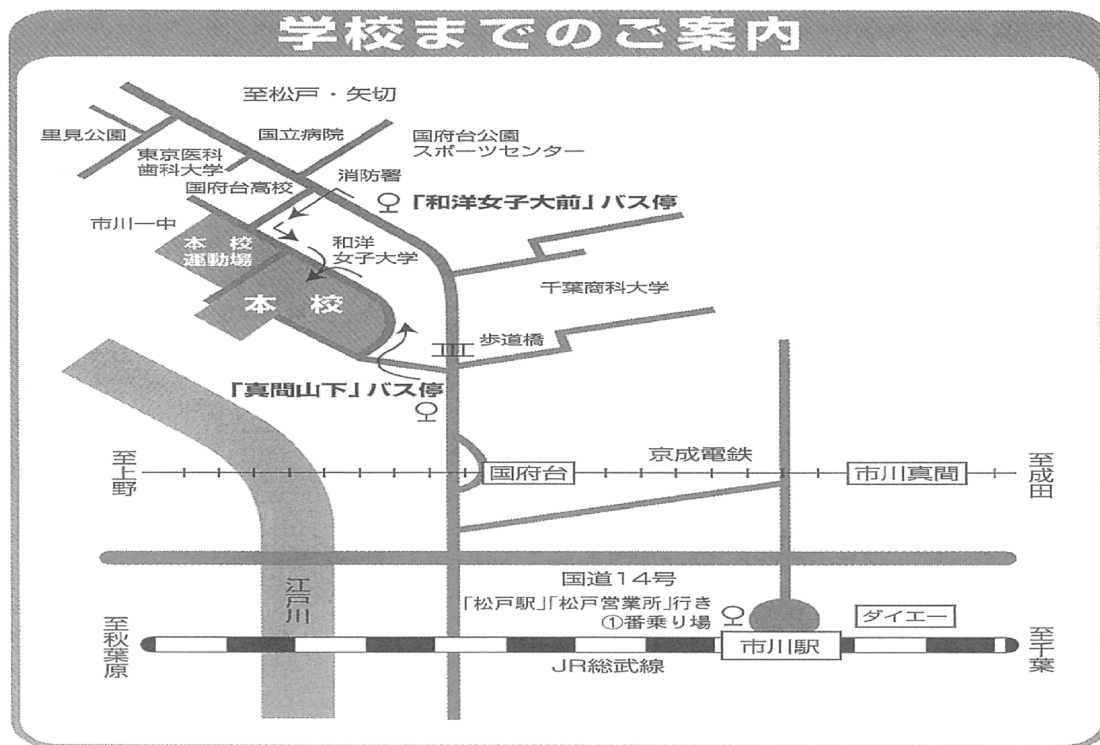 学校までのご案内
至松戸・矢切
里見公園
国立病院
国府台公園
スポーツセンター
東京医科
歯科大学
消防署
国府台高校
「和洋女子大前」バス停
市川一中
本校
運動場
和洋
女子大学
本校
千葉商科大学
歩道橋
「真間山下」バス停
至上野
国府台
京成電鉄
市川真間
至成田
国道14号
江戸川
「松戸駅」「松戸営業所」行き
①番乗り場
ダイエー
至秋葉原
市川駅
至千葉
JR総武線